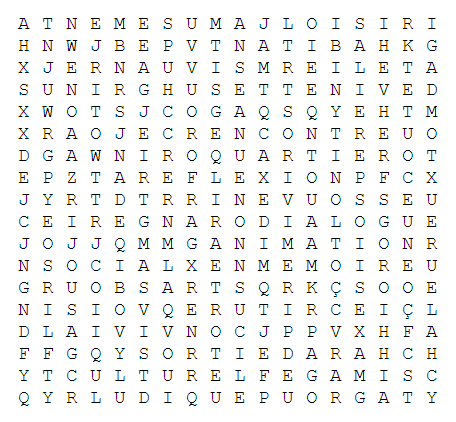 A T N E M E S U M A J L O I S I R I
H N W J B E P V T N A T I B A H K G
X J E R N A U V I S M R E I L E T A
S U N I R G H U S E T T E N I V E D
X W O T S J C O G A Q S Q Y E H T M
X R A O J E C R E N C O N T R E U O
D G A W N I R O Q U A R T I E R O T
E P Z T A R E F L E X I O N P F C X
J Y R T D T R R I N E V U O S S E U
C E I R E G N A R O D I A L O G U E
J O J J Q M M G A N I M A T I O N R
N S O C I A L X E N M E M O I R E U
G R U O B S A R T S Q R K Ç S O O E
N I S I O V Q E R U T I R C E I Ç L
D L A I V I V N O C J P P V X H F A
F F G Q Y S O R T I E D A R A H C H
Y T C U L T U R E L F E G A M I S C
Q Y R L U D I Q U E P U O R G A T Y